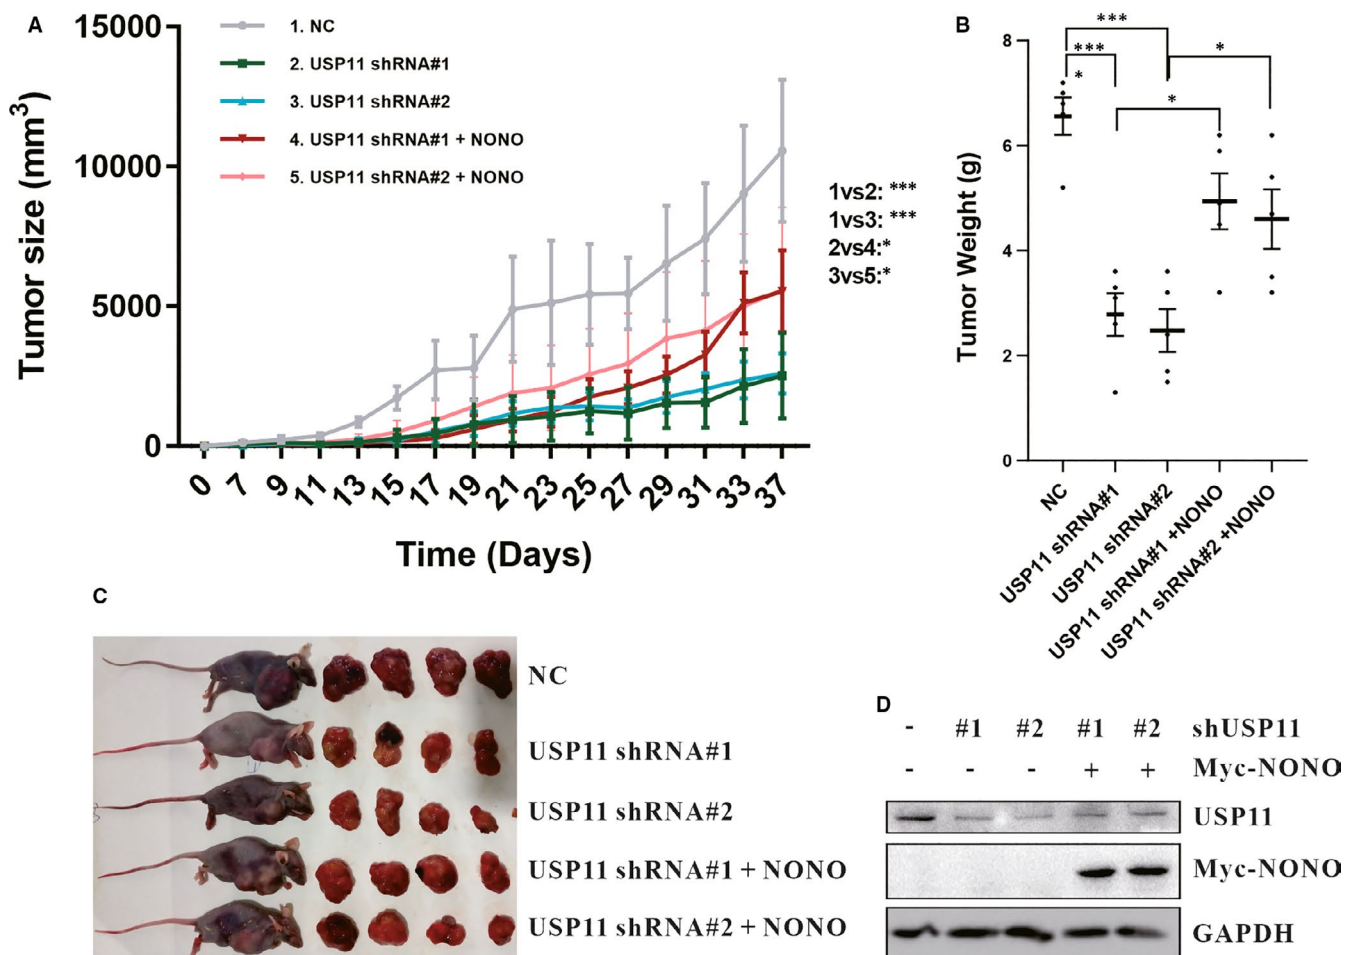 A
15000
10000
5000
0
Tumor size (mm3)
1. NC
2. USP11 shRNA#1
3. USP11 shRNA#2
4. USP11 shRNA#1 + NONO
5. USP11 shRNA#2 + NONO
1vs2: ***
1vs3: ***
2vs4:*
3vs5:*
0 7 9 11 13 15 17 19 21 23 25 27 29 31 33 37
Time (Days)
B
***
***
*
*
*
8
6
4
2
0
Tumor Weight (g)
NC
USP11 shRNA#1
USP11 shRNA#2
USP11 shRNA#1 +NONO
USP11 shRNA#2 +NONO
C
NC
USP11 shRNA#1
USP11 shRNA#2
USP11 shRNA#1 + NONO
USP11 shRNA#2 + NONO
D
- #1 #2 #1 #2 shUSP11
- - - + + Myc-NONO
USP11
Myc-NONO
GAPDH